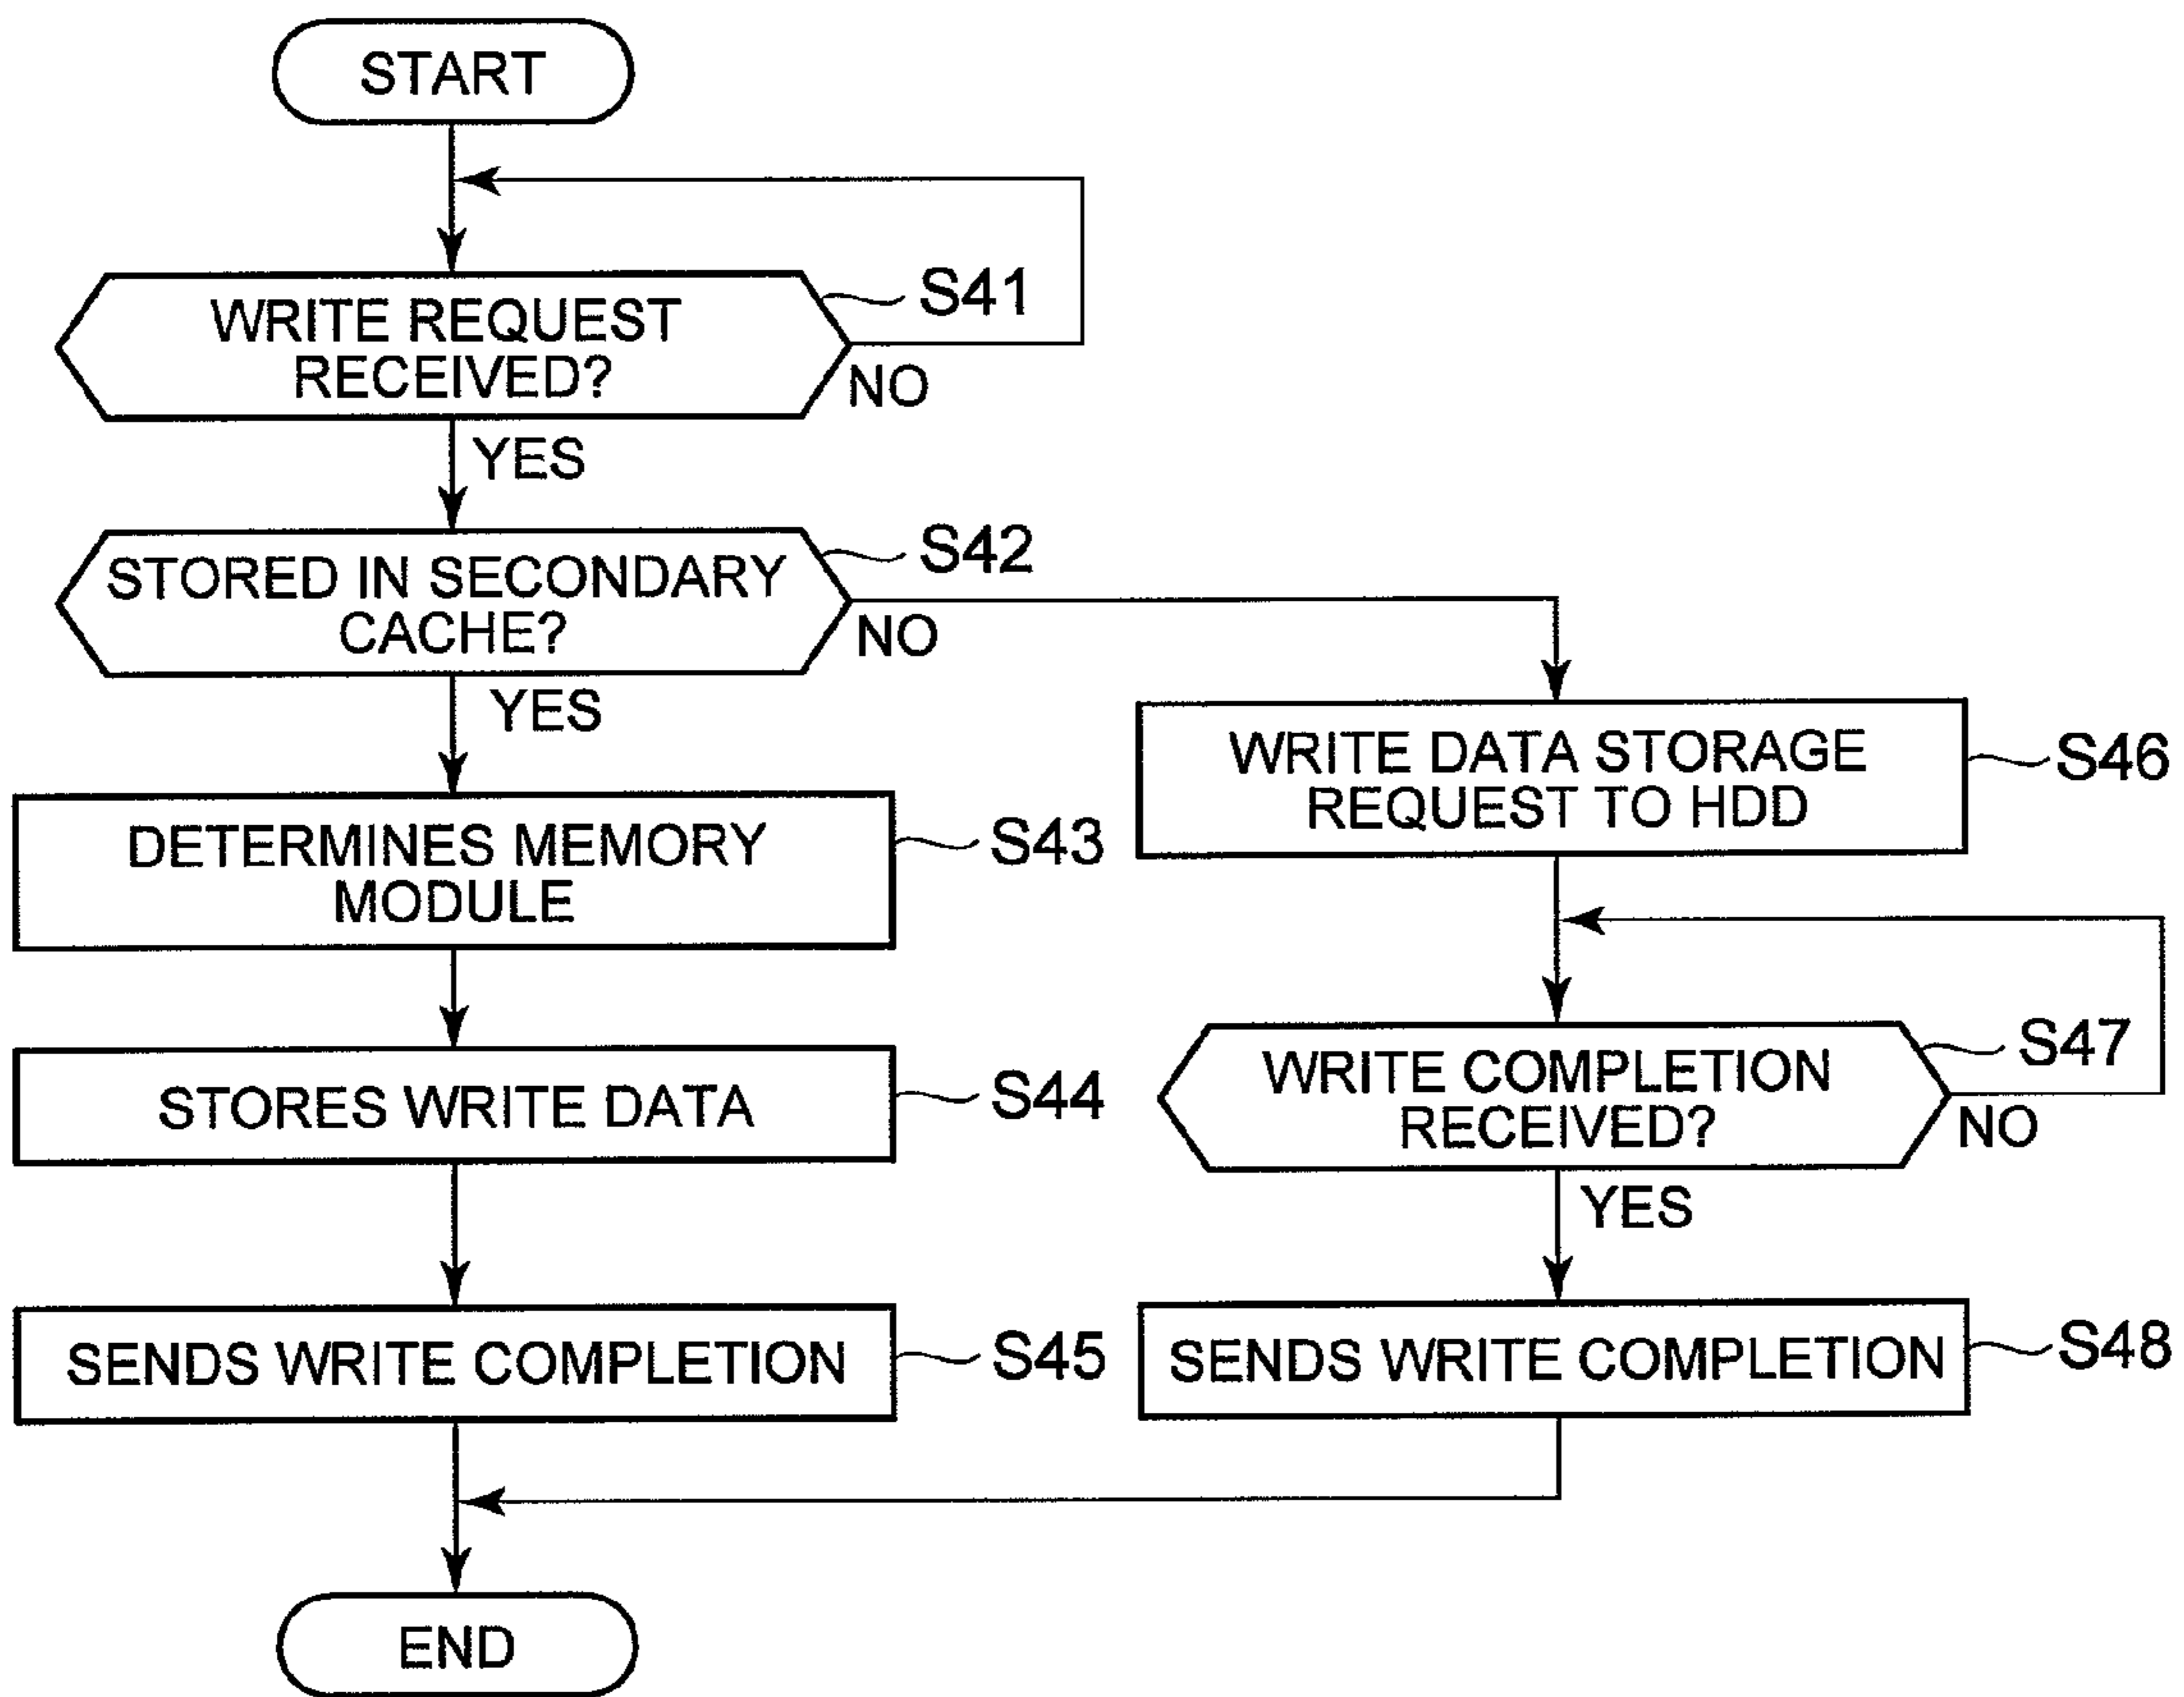 START
WRITE REQUEST
RECEIVED?
S41
NO
YES
STORED IN SECONDARY
CACHE?
S42
NO
YES
DETERMINES MEMORY
MODULE
S43
STORES WRITE DATA
S44
SENDS WRITE COMPLETION
S45
WRITE DATA STORAGE
REQUEST TO HDD
S46
WRITE COMPLETION
RECEIVED?
S47
NO
YES
SENDS WRITE COMPLETION
S48
END